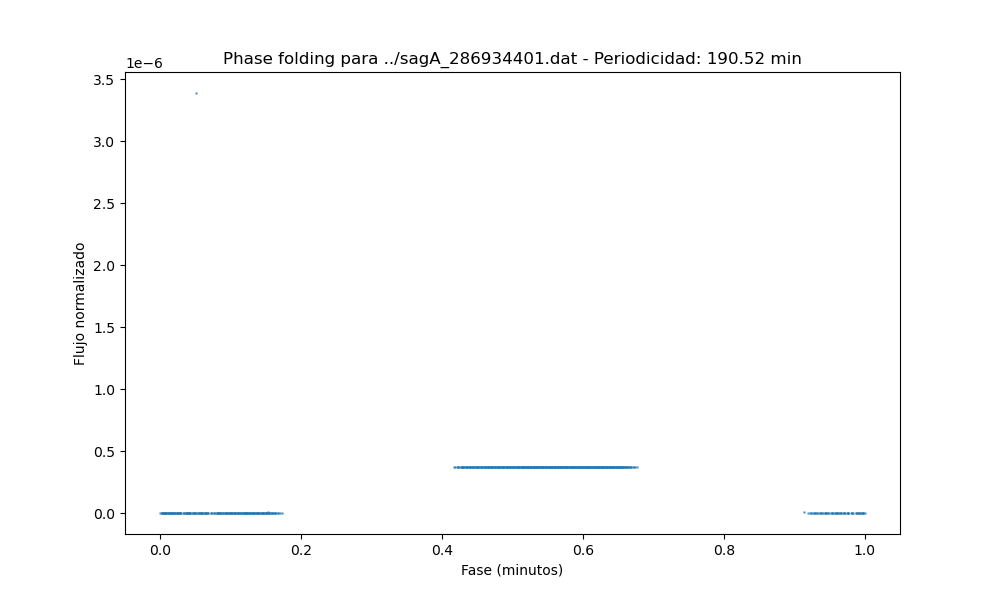 Phase folding para ../sagA_286934401.dat - Periodicidad: 190.52 min
1e−6
3.5
3.0
2.5
2.0
1.5
1.0
0.5
0.0
Flujo normalizado
0.0 0.2 0.4 0.6 0.8 1.0
Fase (minutos)